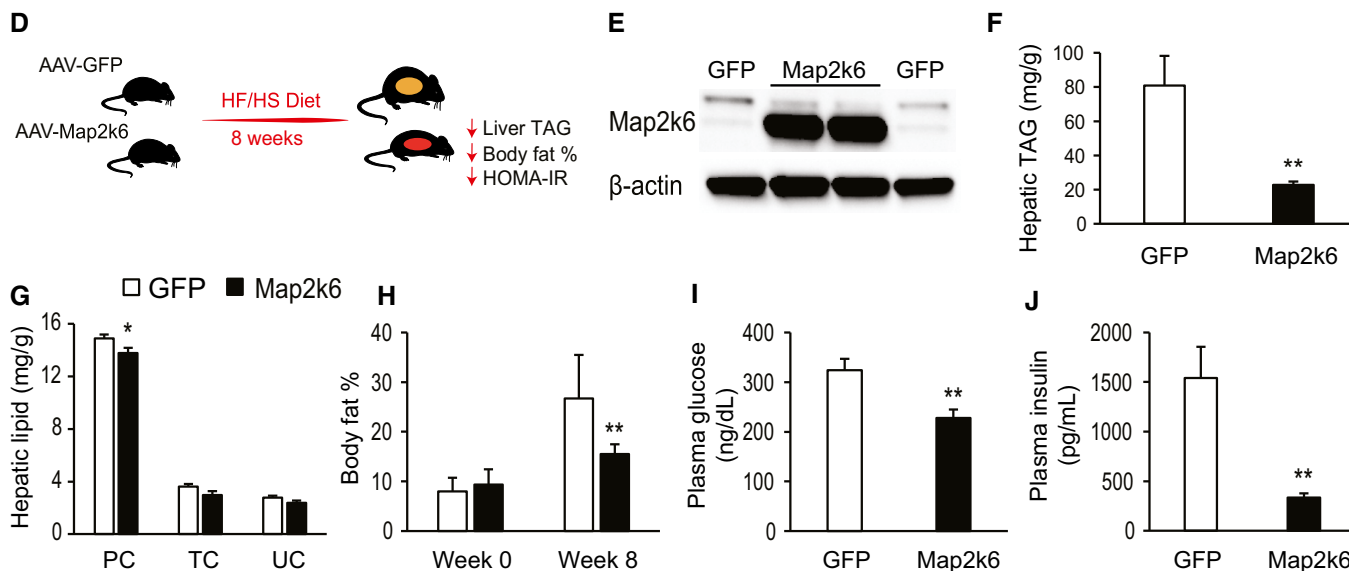 D
AAV-GFP
AAV-Map2k6
HF/HS Diet
8 weeks
↓ Liver TAG
↓ Body fat %
↓ HOMA-IR
E
GFP Map2k6 GFP
Map2k6
β-actin
F
Hepatic TAG (mg/g)
100
80
60
40
20
0
**
GFP Map2k6
G
GFP Map2k6
Hepatic lipid (mg/g)
16
12
8
4
0
*
PC TC UC
H
Body fat %
40
30
20
10
0
**
Week 0 Week 8
I
Plasma glucose
(ng/dL)
400
300
200
100
0
**
GFP Map2k6
J
Plasma insulin
(pg/mL)
2000
1500
1000
500
0
**
GFP Map2k6